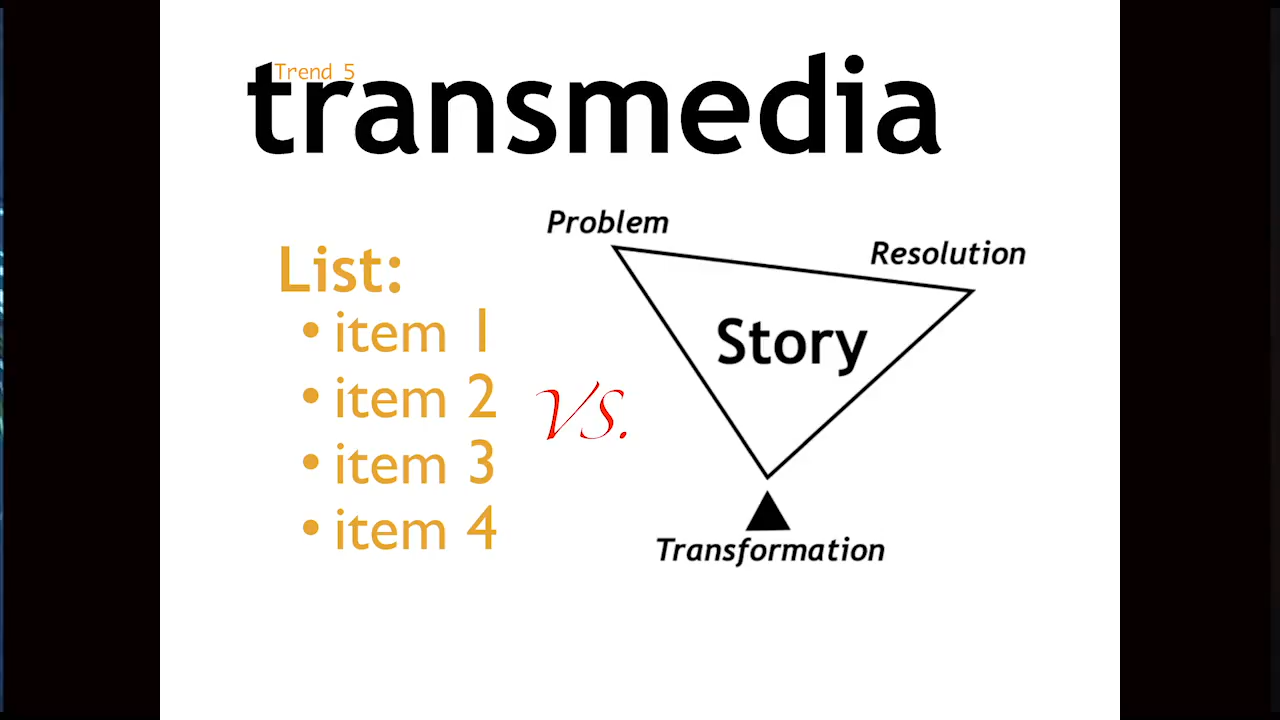 Trend 5
transmedia
List:
• item 1
• item 2
• item 3
• item 4
vs.
Problem
Resolution
Story
Transformation